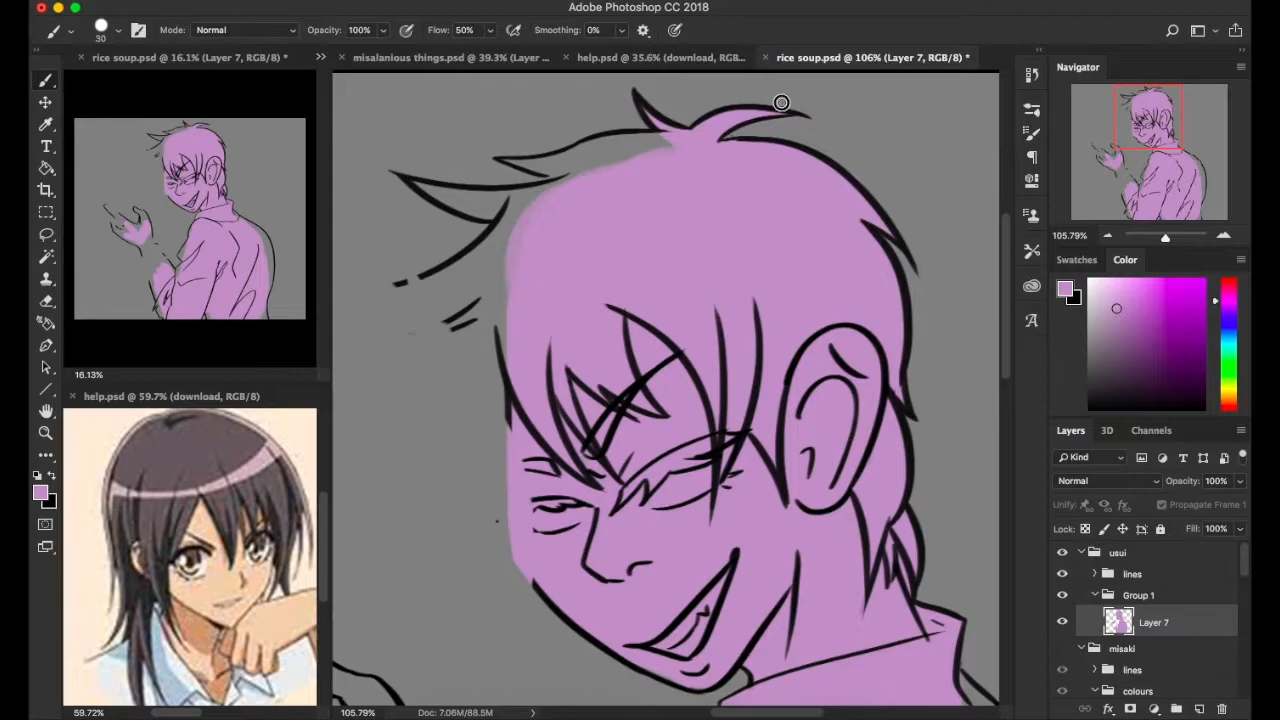 Adobe Photoshop CC 2018
30
Mode: Normal
Opacity: 100%
Flow: 50%
Smoothing: 0%
rice soup.psd @ 16.1% (Layer 7, RGB/8) *
misalanious things.psd @ 39.3% (Layer ...
help.psd @ 35.6% (download, RGB...
rice soup.psd @ 106% (Layer 7, RGB/8) *
Navigator
105.79%
Swatches
Color
16.13%
help.psd @ 59.7% (download, RGB/8)
Layers
3D
Channels
Kind
Normal
Opacity: 100%
Unify:
Propagate Frame 1
Lock:
Fill: 100%
usui
lines
Group 1
Layer 7
misaki
lines
colours
59.72%
105.79%
Doc: 7.06M/88.5M